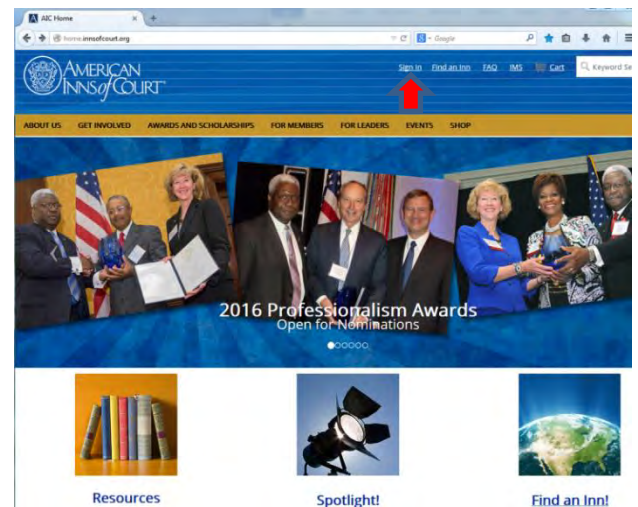 AIC Home
home.innsofcourt.org
Google
AMERICAN
INNS of COURT
Sign In Find an Inn FAQ IMS Cart
Keyword Se
ABOUT US GET INVOLVED AWARDS AND SCHOLARSHIPS FOR MEMBERS FOR LEADERS EVENTS SHOP
2016 Professionalism Awards
Open for Nominations
Resources Spotlight! Find an Inn!